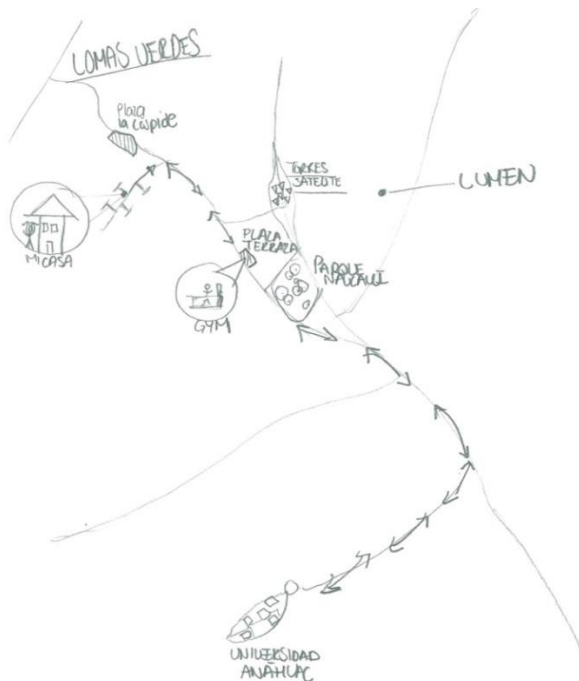 LOMAS VERDES
Plaza
la Cúspide
TORRES
SATELITE
LUMEN
MI CASA
PLAZA
TERRAZA
PARQUE
NAUCALLI
GYM
UNIVERSIDAD
ANÁHUAC